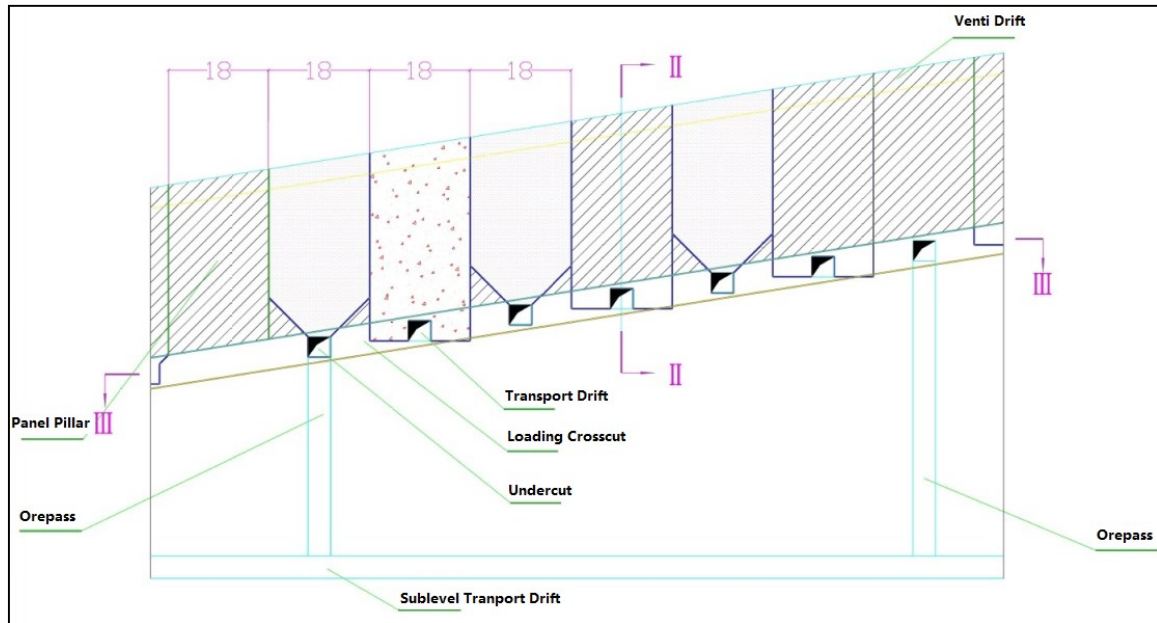 Venti Drift
18
18
18
18
II
III
Transport Drift
II
Panel Pillar
III
Loading Crosscut
Undercut
Orepass
Orepass
Sublevel Tranport Drift